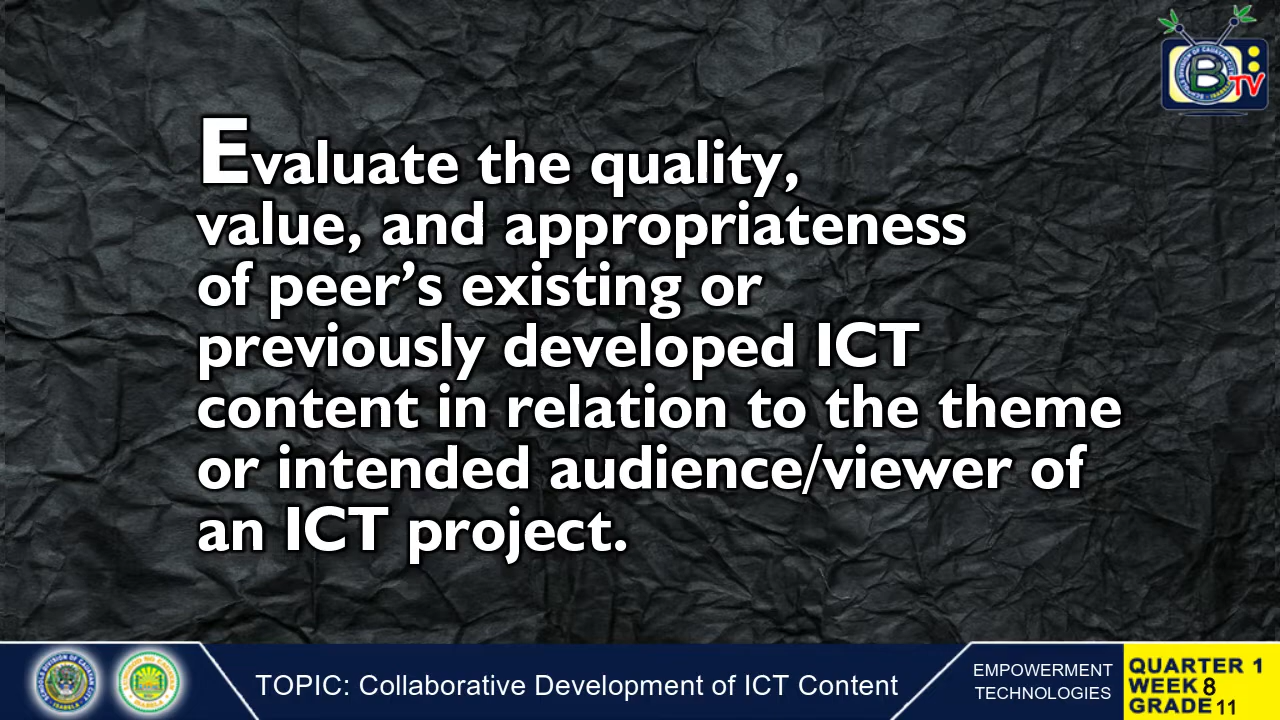 B
TV
Evaluate the quality,
value, and appropriateness
of peer’s existing or
previously developed ICT
content in relation to the theme
or intended audience/viewer of
an ICT project.
TOPIC: Collaborative Development of ICT Content
EMPOWERMENT
TECHNOLOGIES
QUARTER 1
WEEK 8
GRADE 11